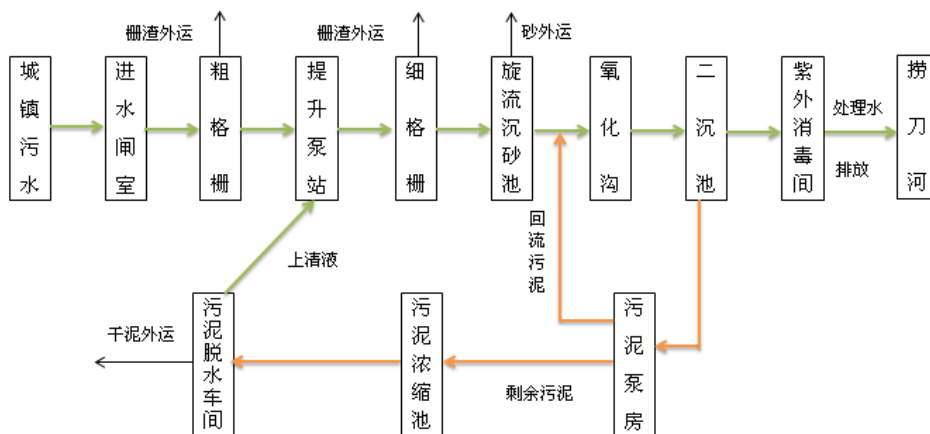 栅渣外运
栅渣外运
砂外运
城镇污水
进水闸室
粗格栅
提升泵站
细格栅
旋流沉砂池
氧化沟
二沉池
紫外消毒间
处理水
排放
捞刀河
上清液
回流污泥
干泥外运
污泥脱水车间
污泥浓缩池
剩余污泥
污泥泵房